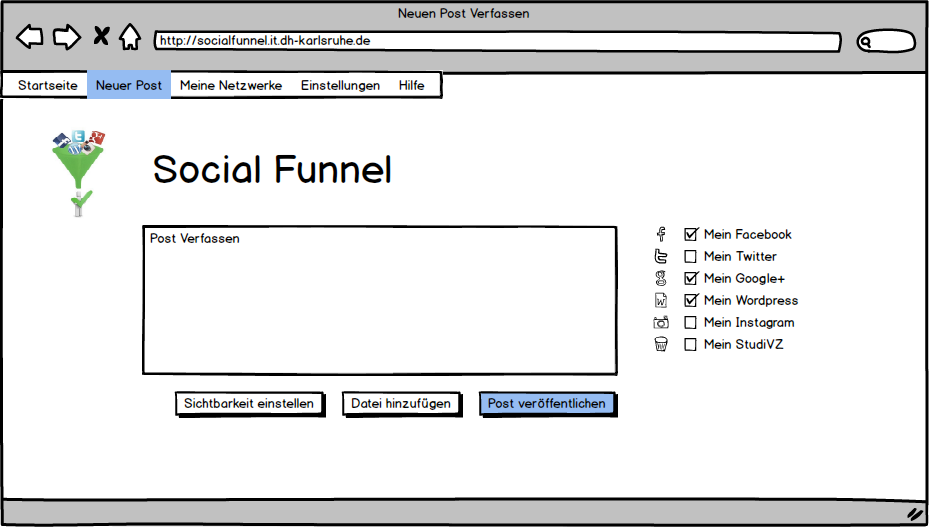 Neuen Post Verfassen
http://socialfunnel.it.dh-karlsruhe.de
Startseite Neuer Post Meine Netzwerke Einstellungen Hilfe
Social Funnel
Post Verfassen
Mein Facebook
Mein Twitter
Mein Google+
Mein Wordpress
Mein Instagram
Mein StudiVZ
Sichtbarkeit einstellen Datei hinzufügen Post veröffentlichen